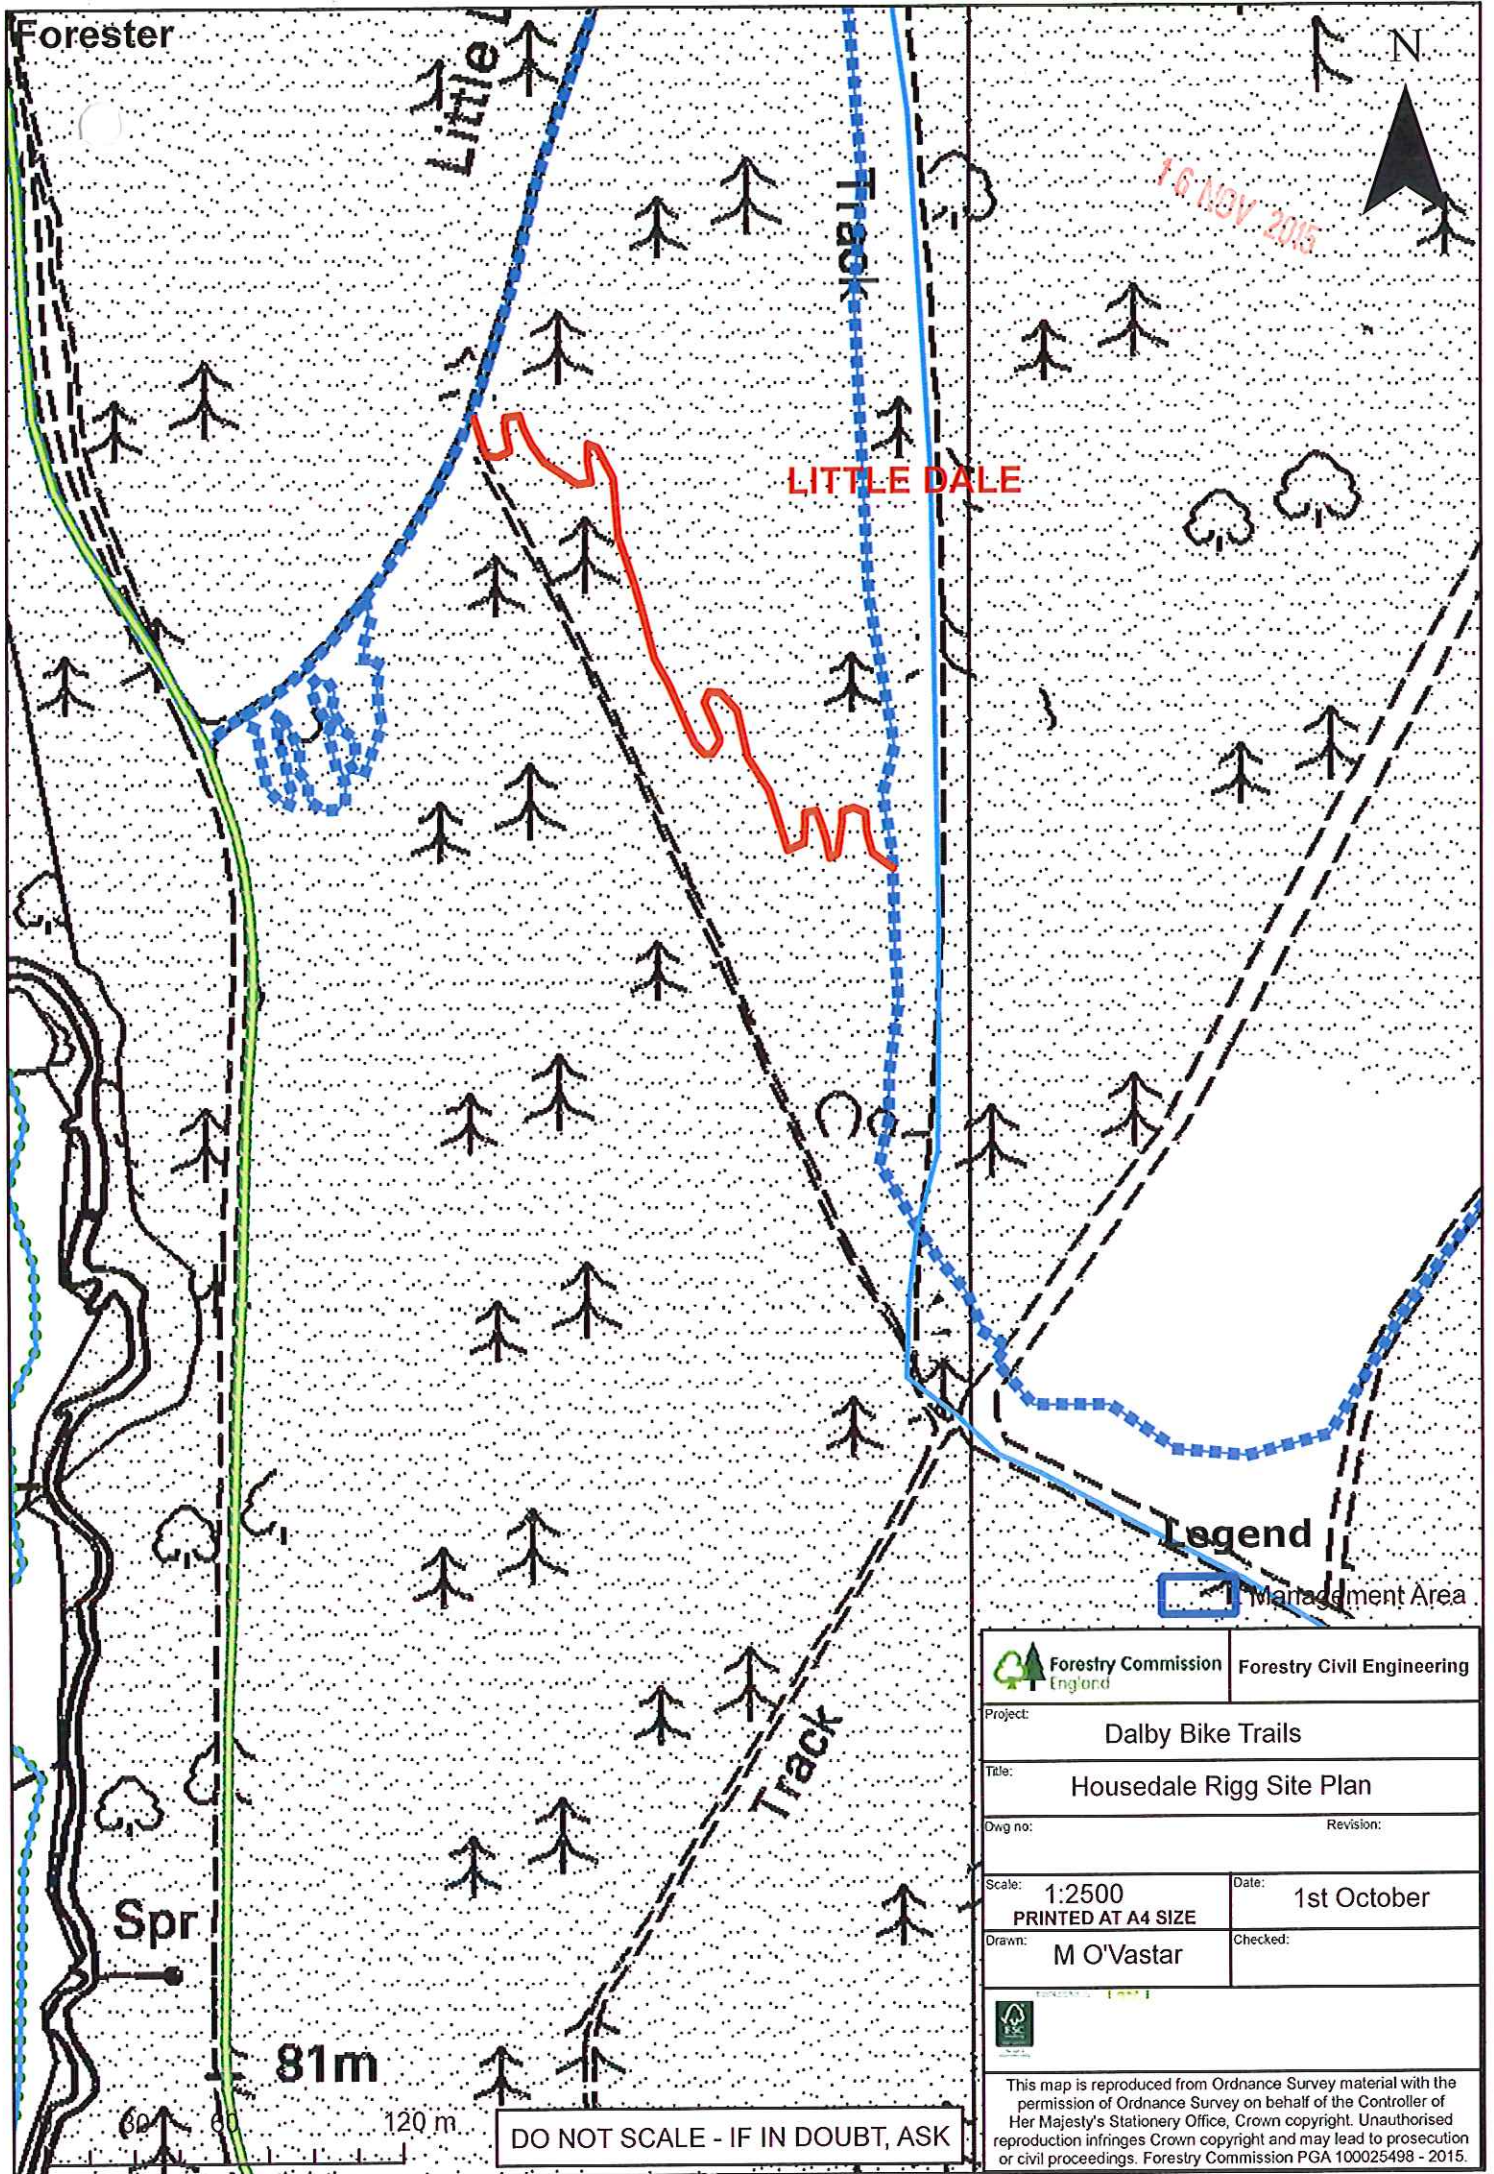 Forester
Little
N
16 NOV 2015
Track
LITTLE DALE
Legend
Management Area
Forestry Commission
England
Forestry Civil Engineering
Project:
Dalby Bike Trails
Title:
Housedale Rigg Site Plan
Dwg no:
Revision:
Scale:
1:2500
PRINTED AT A4 SIZE
Date:
1st October
Drawn:
M O'Vastar
Checked:
FSC
Track
Spr
81m
30 60 120 m
DO NOT SCALE - IF IN DOUBT, ASK
This map is reproduced from Ordnance Survey material with the
permission of Ordnance Survey on behalf of the Controller of
Her Majesty's Stationery Office, Crown copyright. Unauthorised
reproduction infringes Crown copyright and may lead to prosecution
or civil proceedings. Forestry Commission PGA 100025498 - 2015.